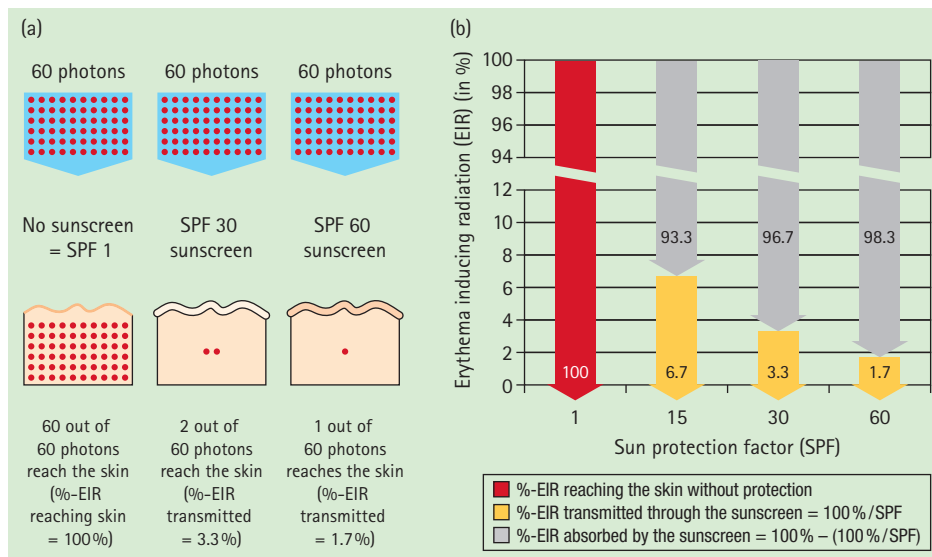 (a)
60 photons
60 photons
60 photons
No sunscreen
= SPF 1
SPF 30
sunscreen
SPF 60
sunscreen
60 out of
60 photons
reach the skin
(%-EIR
reaching skin
= 100%)
2 out of
60 photons
reach the skin
(%-EIR
transmitted
= 3.3%)
1 out of
60 photons
reaches the skin
(%-EIR
transmitted
= 1.7%)
(b)
Erythema inducing radiation (EIR) (in %)
100
98
96
94
12
10
8
6
4
2
0
93.3
96.7
98.3
100
6.7
3.3
1.7
1
15
30
60
Sun protection factor (SPF)
%-EIR reaching the skin without protection
%-EIR transmitted through the sunscreen = 100%/SPF
%-EIR absorbed by the sunscreen = 100% – (100%/SPF)